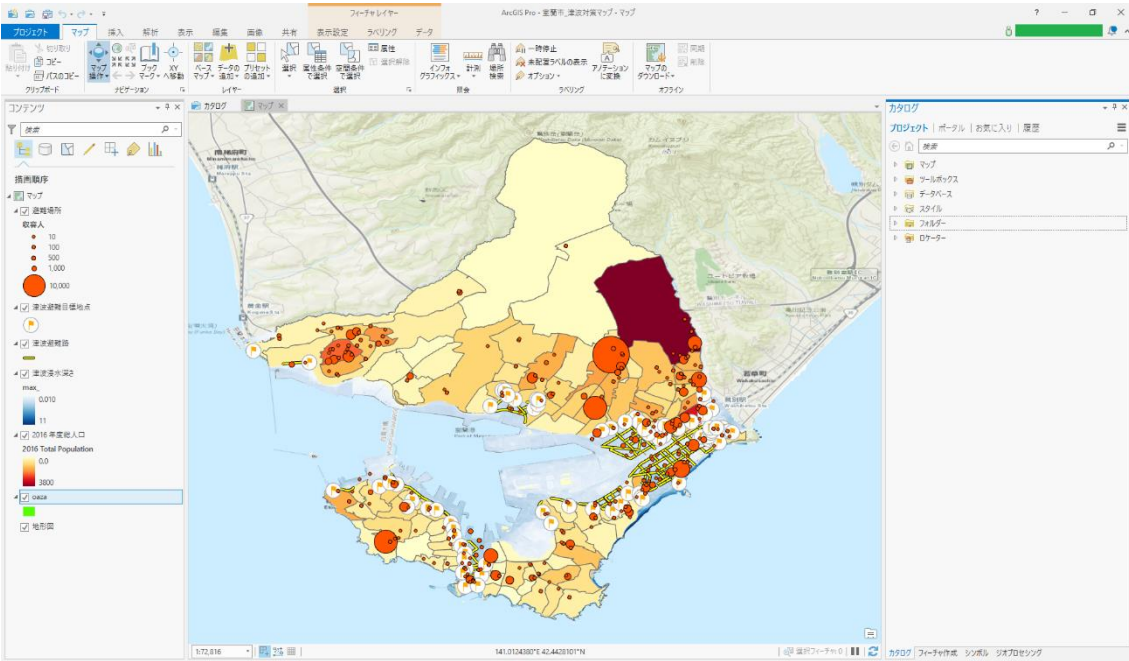 フィーチャ レイヤー
ArcGIS Pro - 室蘭市_津波対策マップ - マップ
プロジェクト マップ 挿入 解析 表示 編集 画像 共有 表示設定 ラベリング データ
貼り付け
切り取り
コピー
パスのコピー
クリップボード
マップ操作
ブックマーク
XY へ移動
ナビゲーション
ベースマップ
データの追加
プリセットの追加
レイヤー
選択
属性条件で選択
空間条件で選択
属性
選択解除
選択
インフォグラフィックス
計測
場所検索
照会
一時停止
未配置ラベルの表示
オプション
アノテーションに変換
ラベリング
マップのダウンロード
同期
削除
オフライン
コンテンツ
検索
描画順序
マップ
避難場所
収容人
10
100
500
1,000
10,000
津波避難目標地点
津波避難路
津波浸水深さ
max_
0.010
11
2016 年度総人口
2016 Total Population
0.0
3800
oaza
地形図
カタログ マップ
1:72,816
141.0124380°E 42.4428101°N
選択フィーチャ: 0
カタログ
プロジェクト ポータル お気に入り 履歴
検索
マップ
ツールボックス
データベース
スタイル
フォルダー
ロケーター
カタログ フィーチャ作成 シンボル ジオプロセシング